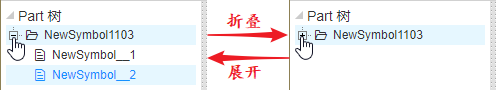 Part 树
NewSymbol1103
NewSymbol__1
NewSymbol__2
折叠
展开
Part 树
NewSymbol1103